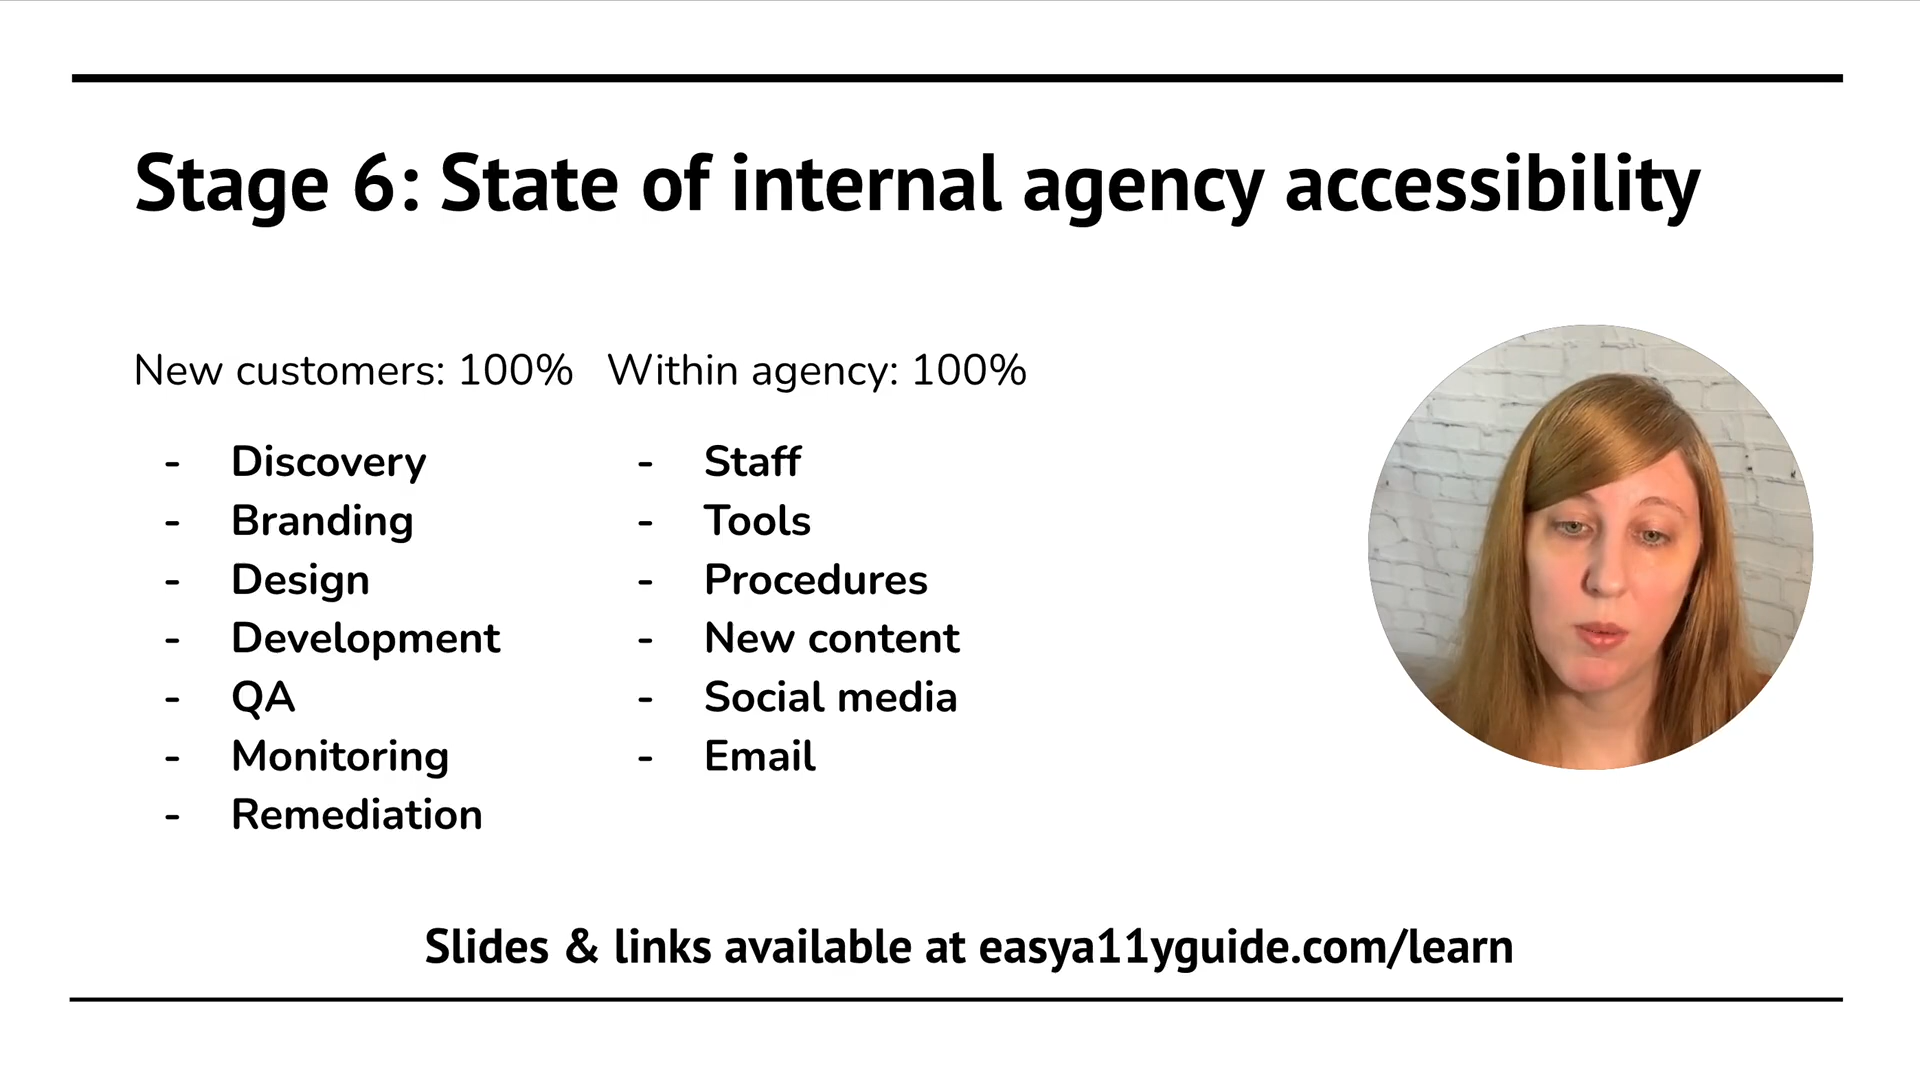 Stage 6: State of internal agency accessibility
New customers: 100%
- Discovery
- Branding
- Design
- Development
- QA
- Monitoring
- Remediation
Within agency: 100%
- Staff
- Tools
- Procedures
- New content
- Social media
- Email
Slides & links available at easya11yguide.com/learn